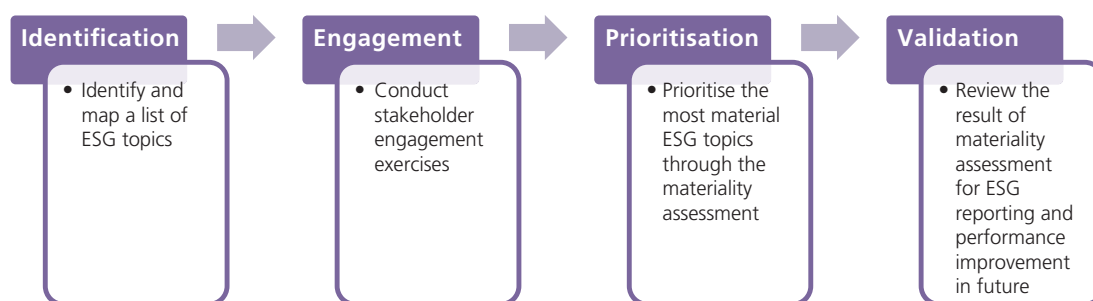 Identification
• Identify and
map a list of
ESG topics
Engagement
• Conduct
stakeholder
engagement
exercises
Prioritisation
• Prioritise the
most material
ESG topics
through the
materiality
assessment
Validation
• Review the
result of
materiality
assessment
for ESG
reporting and
performance
improvement
in future